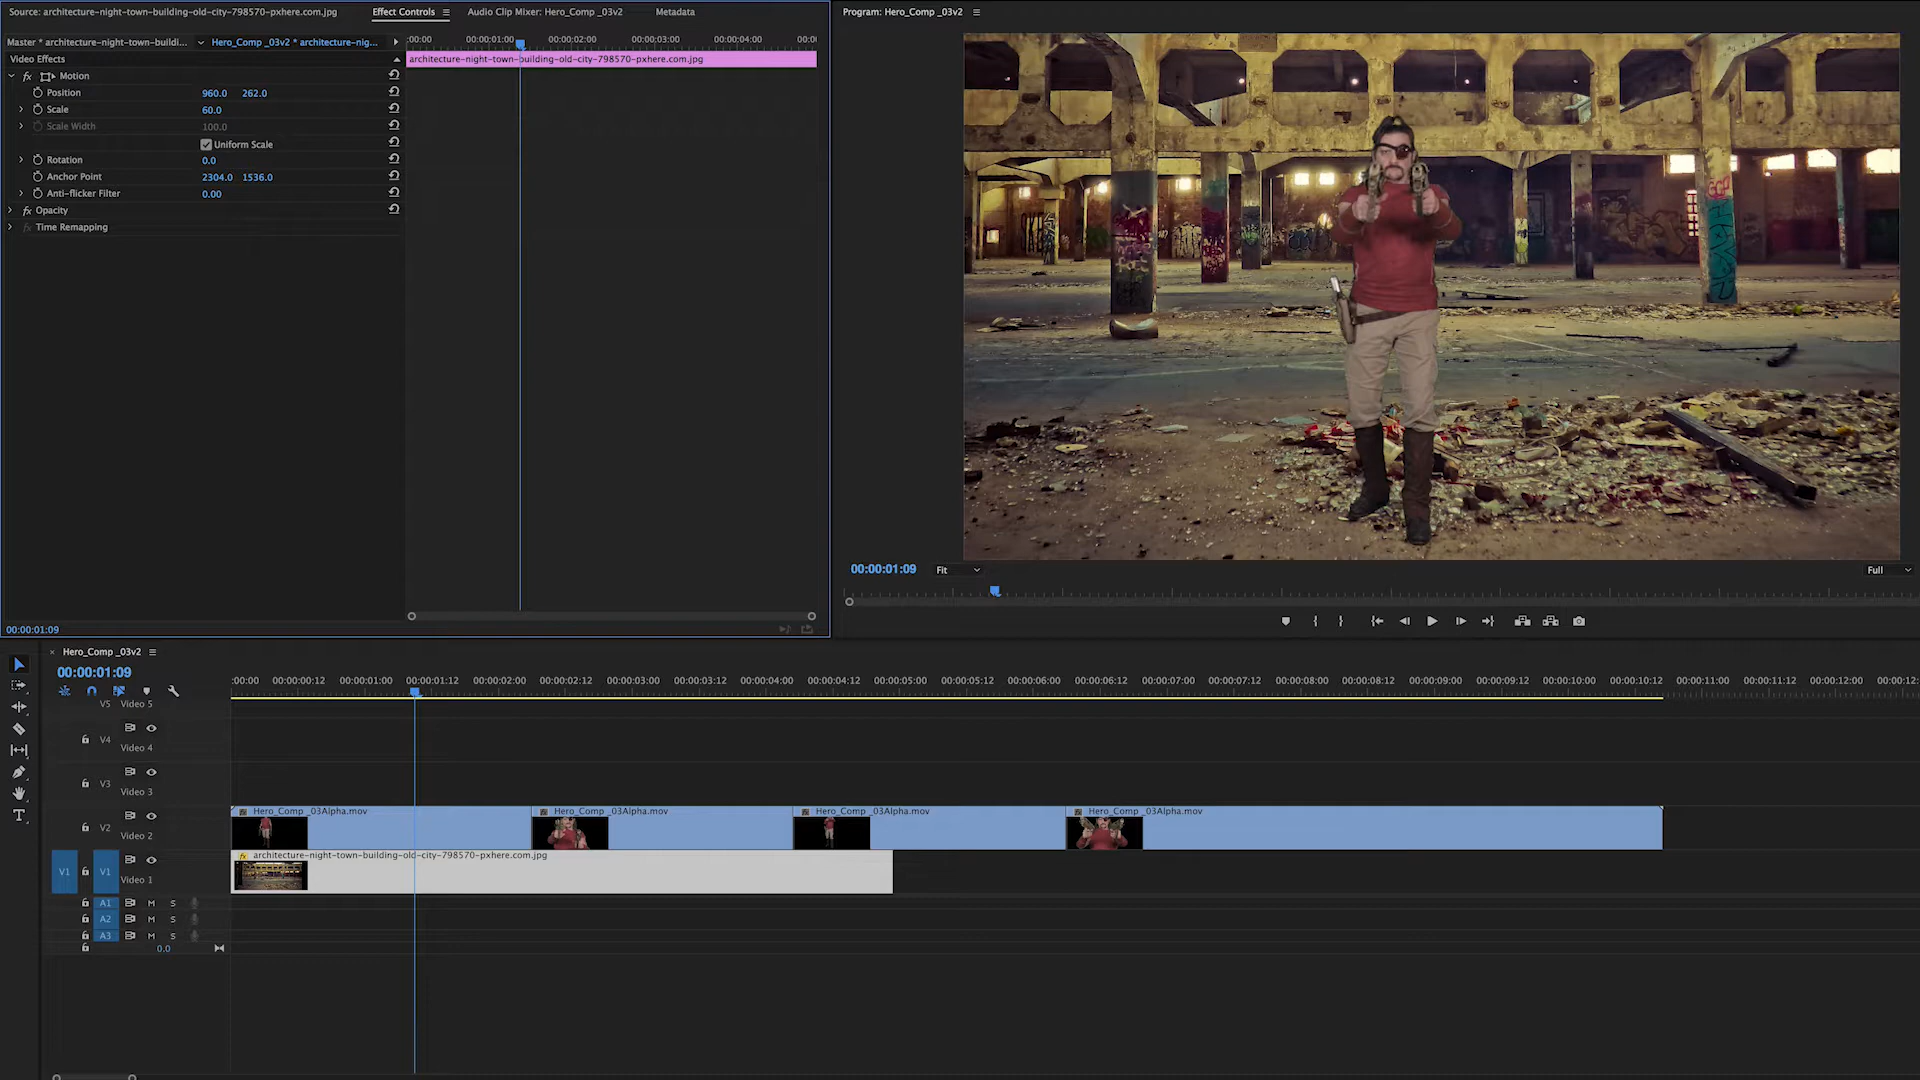 Source: architecture-night-town-building-old-city-798570-pxhere.com.jpg
Effect Controls
Audio Clip Mixer: Hero_Comp _03v2
Metadata
Program: Hero_Comp _03v2
Master * architecture-night-town-buildi...
Hero_Comp _03v2 * architecture-nig...
:00:00
00:00:01:00
00:00:02:00
00:00:03:00
00:00:04:00
00:0(
Video Effects
architecture-night-town-building-old-city-798570-pxhere.com.jpg
fx Motion
Position 960.0 262.0
Scale 60.0
Scale Width 100.0
Uniform Scale
Rotation 0.0
Anchor Point 2304.0 1536.0
Anti-flicker Filter 0.00
fx Opacity
fx Time Remapping
00:00:01:09
Fit
Full
00:00:01:09
Hero_Comp _03v2
00:00:01:09
:00:00 00:00:00:12 00:00:01:00 00:00:01:12 00:00:02:00 00:00:02:12 00:00:03:00 00:00:03:12 00:00:04:00 00:00:04:12 00:00:05:00 00:00:05:12 00:00:06:00 00:00:06:12 00:00:07:00 00:00:07:12 00:00:08:00 00:00:08:12 00:00:09:00 00:00:09:12 00:00:10:00 00:00:10:12 00:00:11:00 00:00:11:12 00:00:12:00 00:00:12:
V5 Video 5
V4
Video 4
V3
Video 3
Hero_Comp _03Alpha.mov
Hero_Comp _03Alpha.mov
Hero_Comp _03Alpha.mov
Hero_Comp _03Alpha.mov
V2
Video 2
fx architecture-night-town-building-old-city-798570-pxhere.com.jpg
V1 V1
Video 1
A1 M S
A2 M S
A3 M S
0.0
T